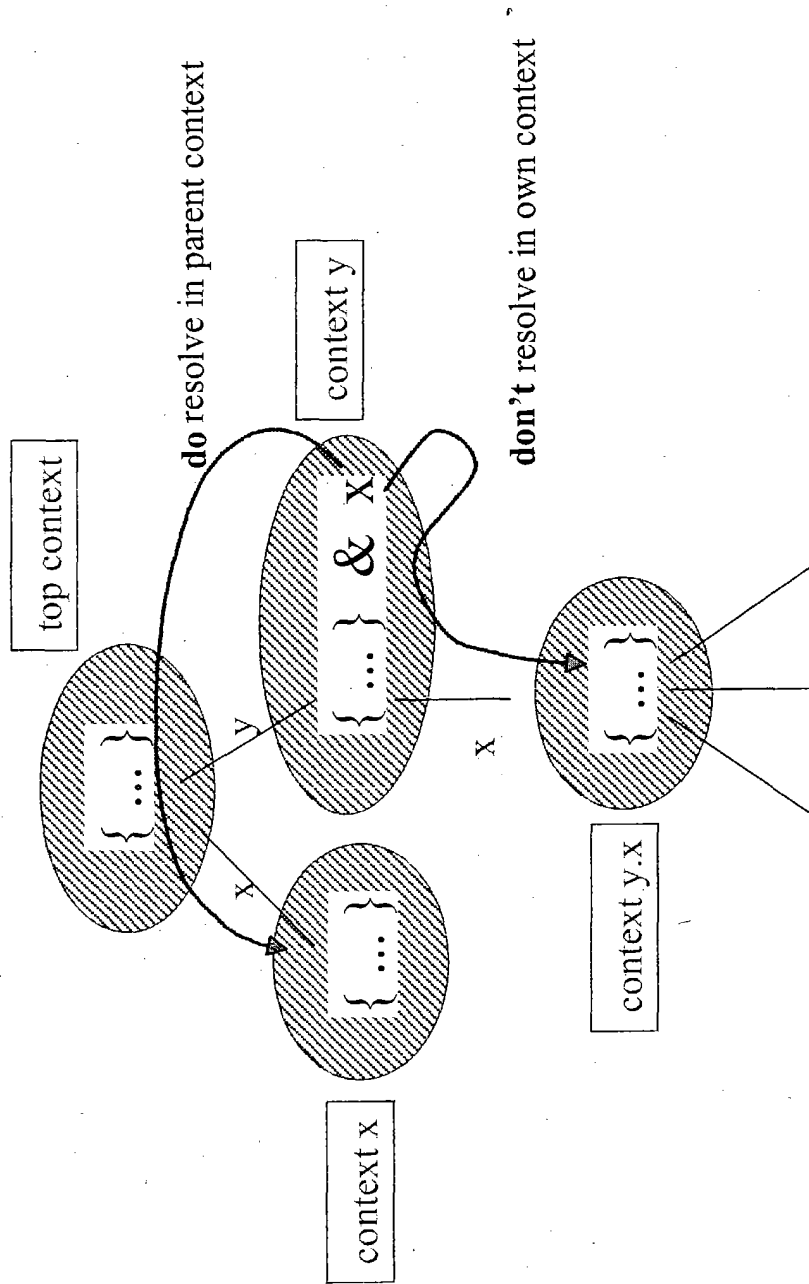 top context
{...}
do resolve in parent context
x
y
context x
{...}
{...} & x
context y
x
don't resolve in own context
context y.x
{...}